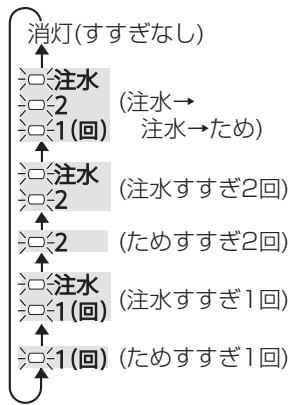 消灯(すすぎなし)
注水
2
1(回)
(注水→
注水→ため)
注水
2
(注水すすぎ2回)
2
(ためすすぎ2回)
注水
1(回)
(注水すすぎ1回)
1(回)
(ためすすぎ1回)